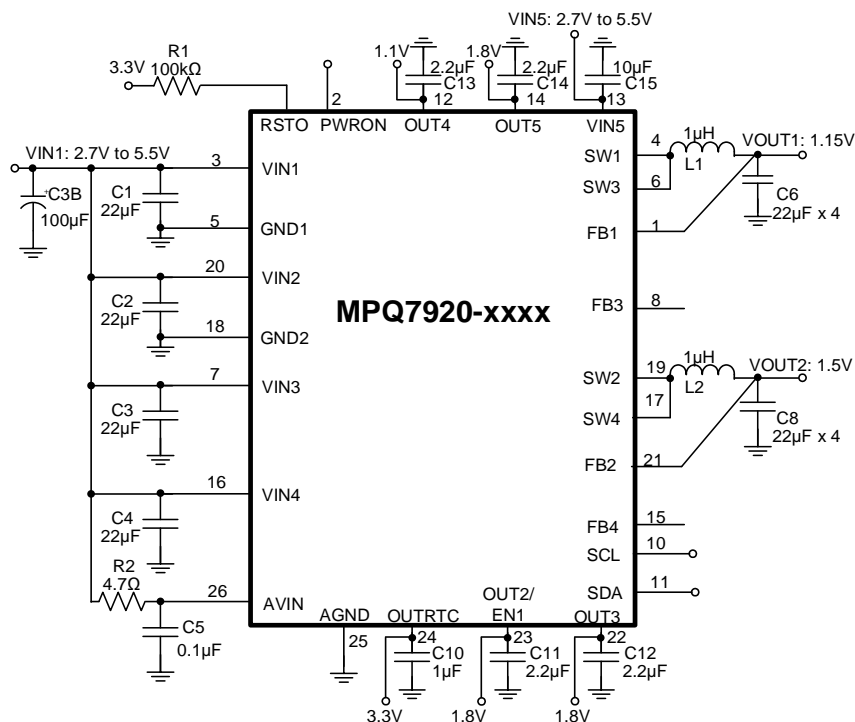 VIN5: 2.7V to 5.5V
R1
100kΩ
3.3V
1.1V
2.2µF
C13
1.8V
2.2µF
C14
10µF
C15
2
12
14
13
RSTO
PWRON
OUT4
OUT5
VIN5
VIN1: 2.7V to 5.5V
3
VIN1
+
C3B
100µF
C1
22µF
5
GND1
20
VIN2
C2
22µF
18
GND2
7
VIN3
C3
22µF
16
VIN4
C4
22µF
R2
4.7Ω
26
AVIN
C5
0.1µF
MPQ7920-xxxx
4
SW1
1µH
L1
VOUT1: 1.15V
6
SW3
C6
22µF x 4
1
FB1
8
FB3
19
SW2
1µH
L2
VOUT2: 1.5V
17
SW4
C8
22µF x 4
21
FB2
15
FB4
10
SCL
11
SDA
AGND
OUTRTC
OUT2/
EN1
OUT3
25
24
23
22
C10
1µF
C11
2.2µF
C12
2.2µF
3.3V
1.8V
1.8V